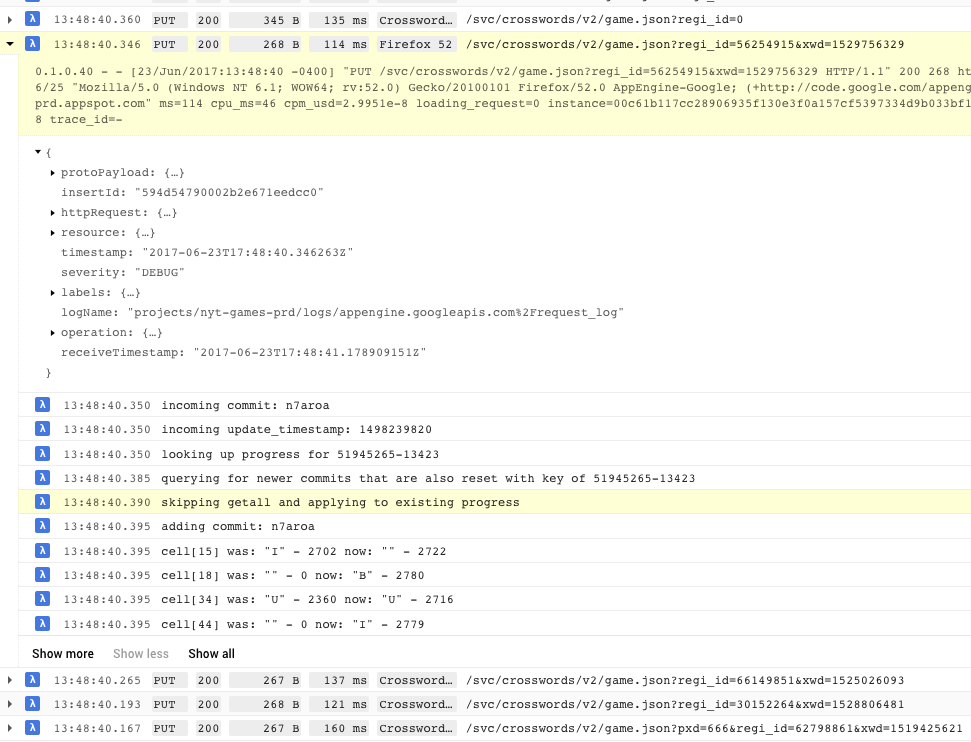 λ 13:48:40.360 PUT 200 345 B 135 ms Crossword… /svc/crosswords/v2/game.json?regi_id=0
λ 13:48:40.346 PUT 200 268 B 114 ms Firefox 52 /svc/crosswords/v2/game.json?regi_id=56254915&xwd=1529756329
0.1.0.40 - - [23/Jun/2017:13:48:40 -0400] "PUT /svc/crosswords/v2/game.json?regi_id=56254915&xwd=1529756329 HTTP/1.1" 200 268 ht
6/25 "Mozilla/5.0 (Windows NT 6.1; WOW64; rv:52.0) Gecko/20100101 Firefox/52.0 AppEngine-Google; (+http://code.google.com/appeng
prd.appspot.com" ms=114 cpu_ms=46 cpm_usd=2.9951e-8 loading_request=0 instance=00c61b117cc28906935f130e3f0a157cf5397334d9b033bf1
8 trace_id=-
{
protoPayload: {…}
insertId: "594d54790002b2e671eedcc0"
httpRequest: {…}
resource: {…}
timestamp: "2017-06-23T17:48:40.346263Z"
severity: "DEBUG"
labels: {…}
logName: "projects/nyt-games-prd/logs/appengine.googleapis.com%2Frequest_log"
operation: {…}
receiveTimestamp: "2017-06-23T17:48:41.178909151Z"
}
λ 13:48:40.350 incoming commit: n7aroa
λ 13:48:40.350 incoming update_timestamp: 1498239820
λ 13:48:40.350 looking up progress for 51945265-13423
λ 13:48:40.385 querying for newer commits that are also reset with key of 51945265-13423
λ 13:48:40.390 skipping getall and applying to existing progress
λ 13:48:40.395 adding commit: n7aroa
λ 13:48:40.395 cell[15] was: "I" - 2702 now: "" - 2722
λ 13:48:40.395 cell[18] was: "" - 0 now: "B" - 2780
λ 13:48:40.395 cell[34] was: "U" - 2360 now: "U" - 2716
λ 13:48:40.395 cell[44] was: "" - 0 now: "I" - 2779
Show more Show less Show all
λ 13:48:40.265 PUT 200 267 B 137 ms Crossword… /svc/crosswords/v2/game.json?regi_id=66149851&xwd=1525026093
λ 13:48:40.193 PUT 200 268 B 121 ms Crossword… /svc/crosswords/v2/game.json?regi_id=30152264&xwd=1528806481
λ 13:48:40.167 PUT 200 267 B 160 ms Crossword… /svc/crosswords/v2/game.json?pxd=666&regi_id=62798861&xwd=1519425621